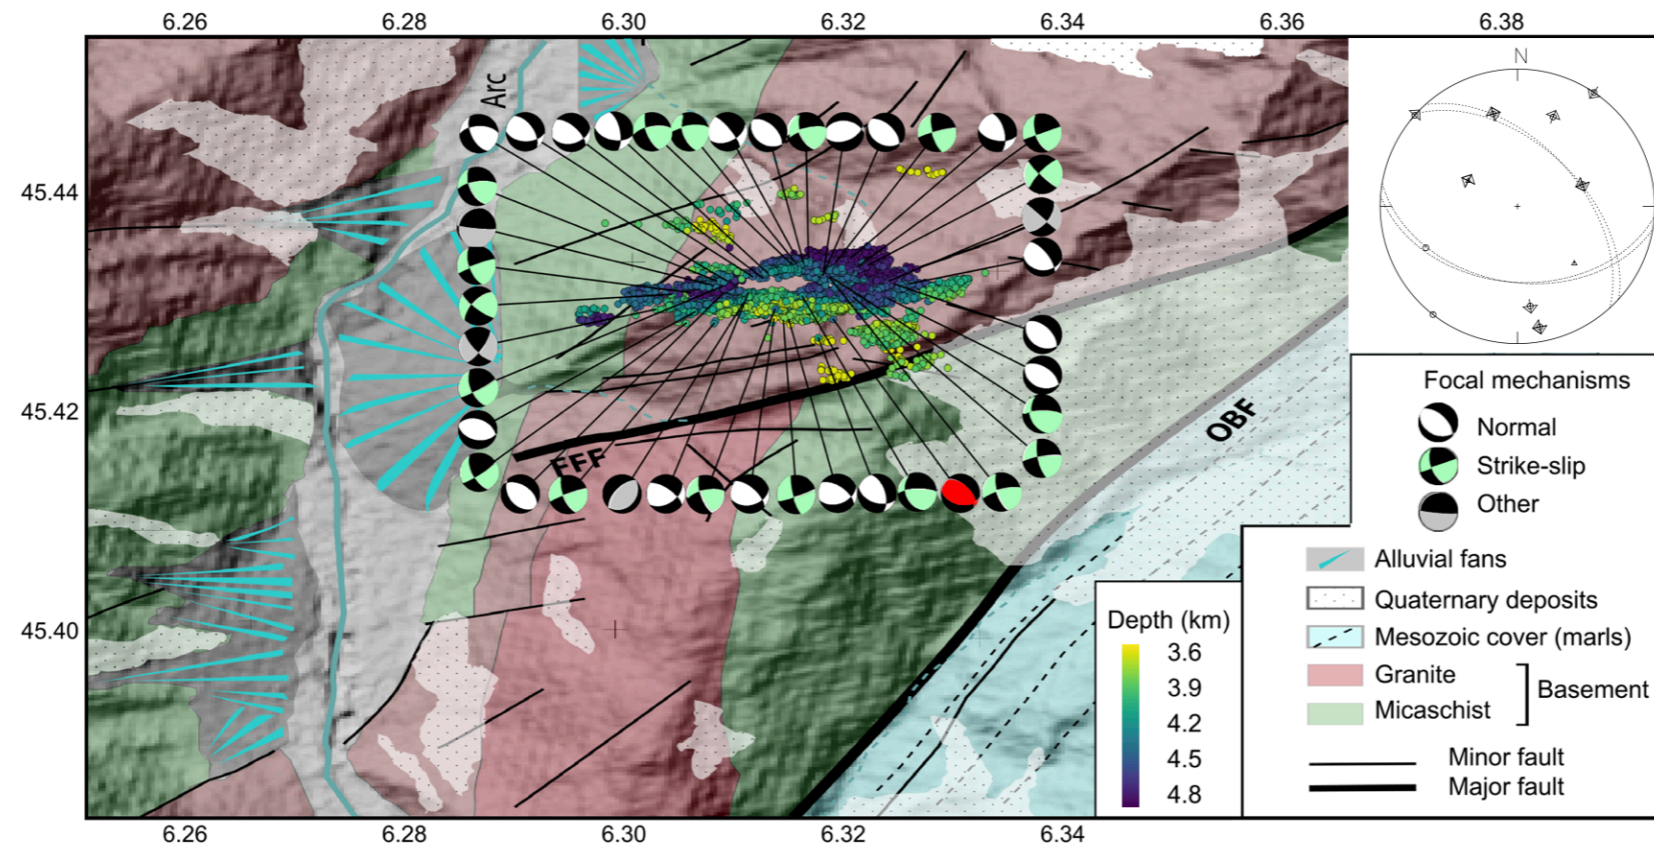 6.26 6.28 6.30 6.32 6.34 6.36 6.38
N
Arc
45.44
45.42
45.40
FFF
OBF
Focal mechanisms
Normal
Strike-slip
Other
Alluvial fans
Quaternary deposits
Mesozoic cover (marls)
Granite
Micaschist
Basement
Minor fault
Major fault
Depth (km)
3.6
3.9
4.2
4.5
4.8
6.26 6.28 6.30 6.32 6.34